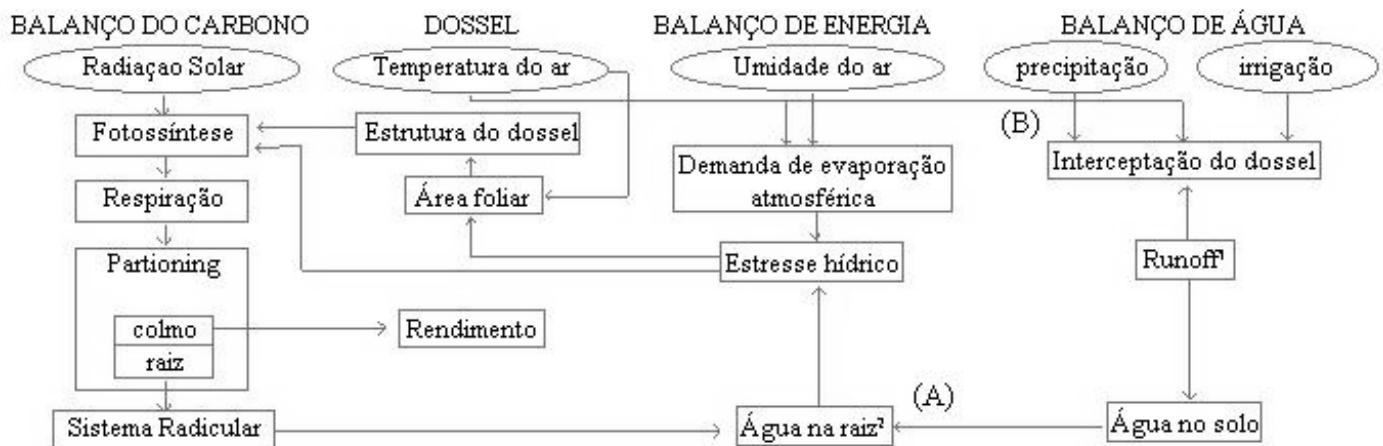 BALANÇO DO CARBONO
DOSSEL
BALANÇO DE ENERGIA
BALANÇO DE ÁGUA
Radiaçao Solar
Temperatura do ar
Umidade do ar
precipitação
irrigação
Fotossíntese
Estrutura do dossel
(B)
Demanda de evaporação
atmosférica
Interceptação do dossel
Respiração
Área foliar
Partioning
Estresse hídrico
Runoff¹
colmo
Rendimento
raiz
(A)
Sistema Radicular
Água na raiz²
Água no solo